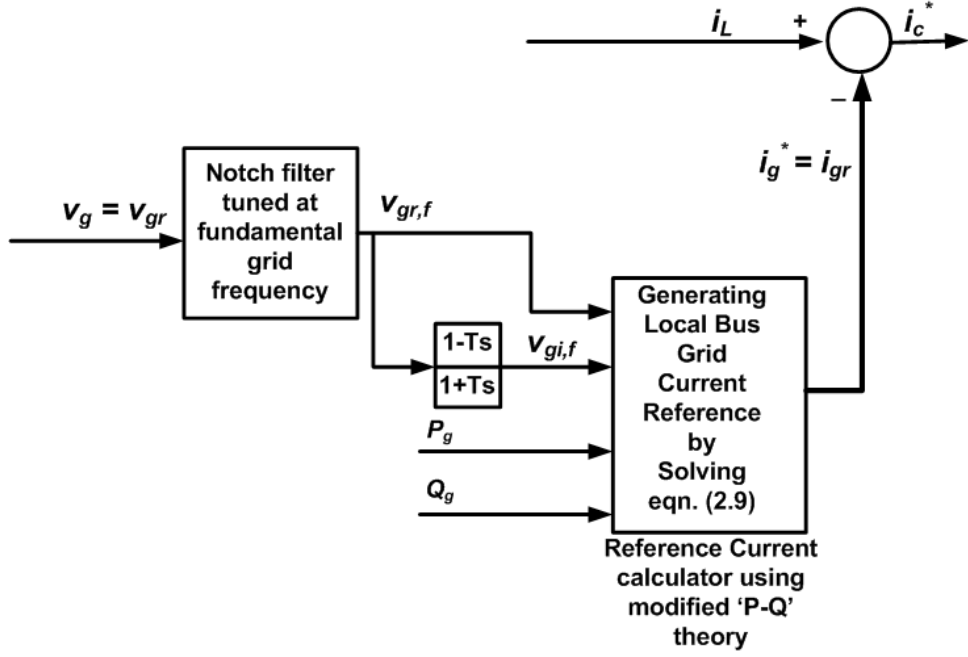 i_L
+
i_c^*
–
i_g^* = i_gr
v_g = v_gr
Notch filter
tuned at
fundamental
grid
frequency
v_gr,f
1-Ts
1+Ts
v_gi,f
P_g
Q_g
Generating
Local Bus
Grid
Current
Reference
by
Solving
eqn. (2.9)
Reference Current
calculator using
modified ‘P-Q’
theory